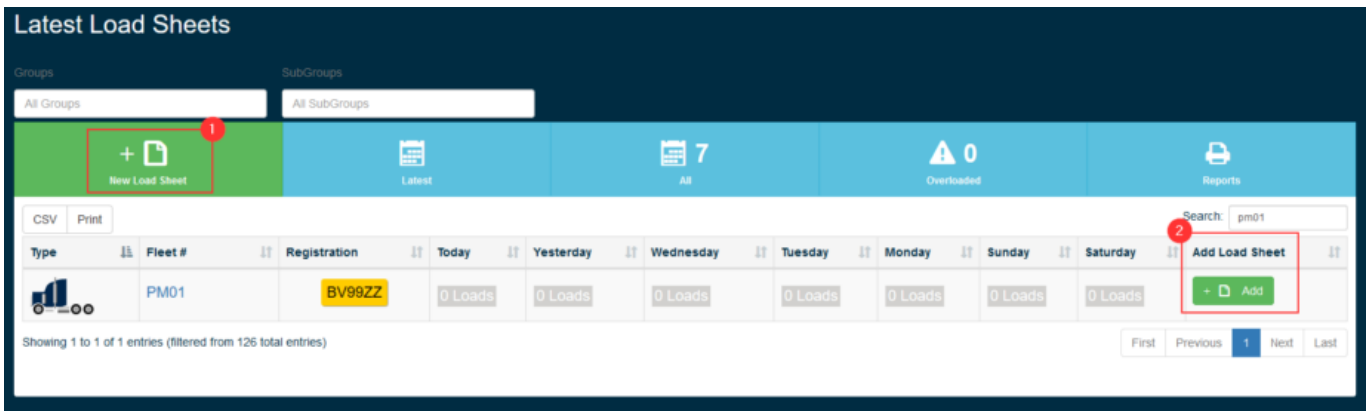 Latest Load Sheets
Groups SubGroups
All Groups All SubGroups
1
+ 7 0
New Load Sheet Latest All Overloaded Reports
CSV Print Search: pm01
2
Type Fleet # Registration Today Yesterday Wednesday Tuesday Monday Sunday Saturday Add Load Sheet
PM01 BV99ZZ 0 Loads 0 Loads 0 Loads 0 Loads 0 Loads 0 Loads 0 Loads + Add
Showing 1 to 1 of 1 entries (filtered from 126 total entries) First Previous 1 Next Last